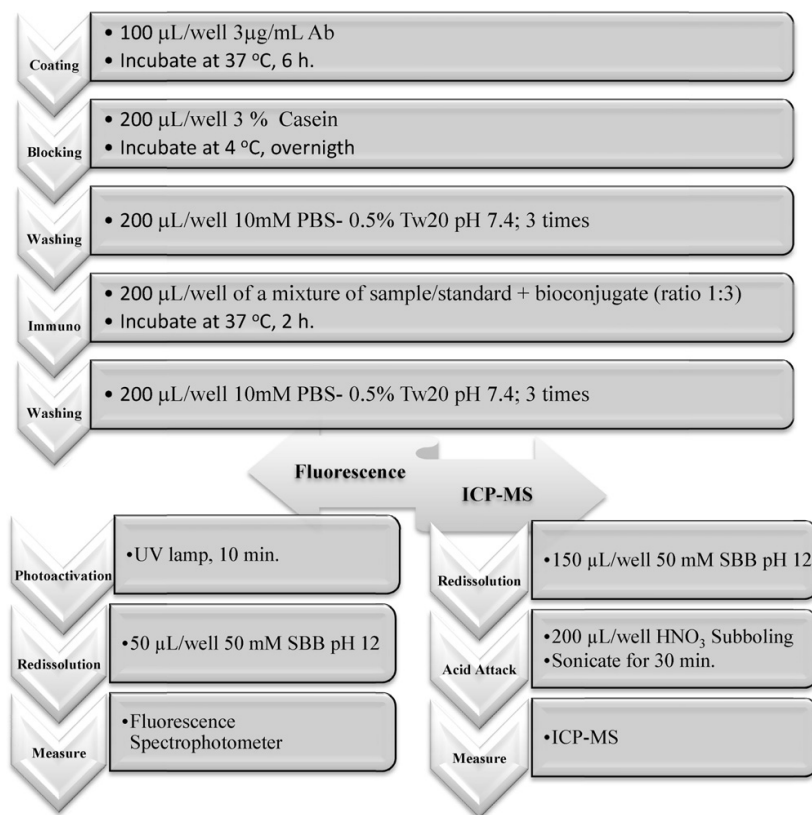 Coating
• 100 µL/well 3µg/mL Ab
• Incubate at 37 ºC, 6 h.
Blocking
• 200 µL/well 3 % Casein
• Incubate at 4 ºC, overnigth
Washing
• 200 µL/well 10mM PBS- 0.5% Tw20 pH 7.4; 3 times
Immuno
• 200 µL/well of a mixture of sample/standard + bioconjugate (ratio 1:3)
• Incubate at 37 ºC, 2 h.
Washing
• 200 µL/well 10mM PBS- 0.5% Tw20 pH 7.4; 3 times
Fluorescence
ICP-MS
Photoactivation
•UV lamp, 10 min.
Redissolution
•50 µL/well 50 mM SBB pH 12
Measure
•Fluorescence
Spectrophotometer
Redissolution
•150 µL/well 50 mM SBB pH 12
Acid Attack
•200 µL/well HNO₃ Subboling
•Sonicate for 30 min.
Measure
•ICP-MS